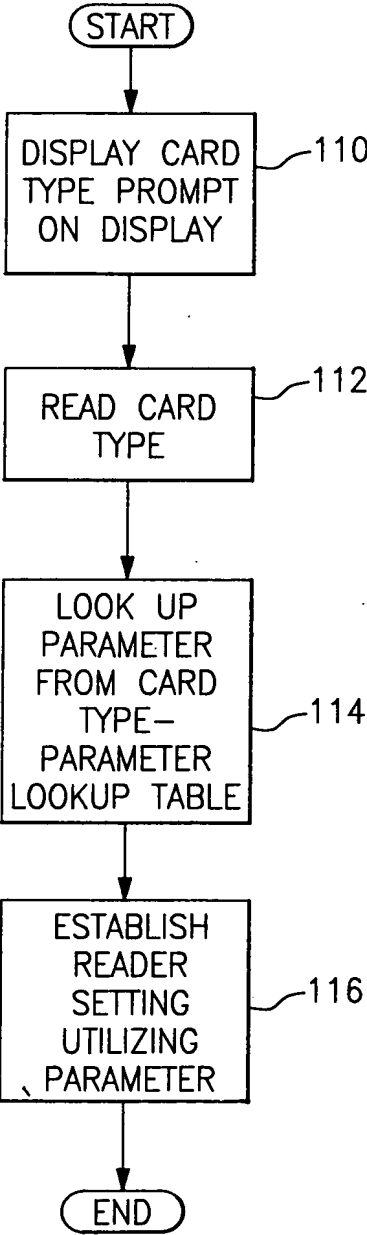 START
DISPLAY CARD
TYPE PROMPT
ON DISPLAY
110
READ CARD
TYPE
112
LOOK UP
PARAMETER
FROM CARD
TYPE-
PARAMETER
LOOKUP TABLE
114
ESTABLISH
READER
SETTING
UTILIZING
PARAMETER
116
END